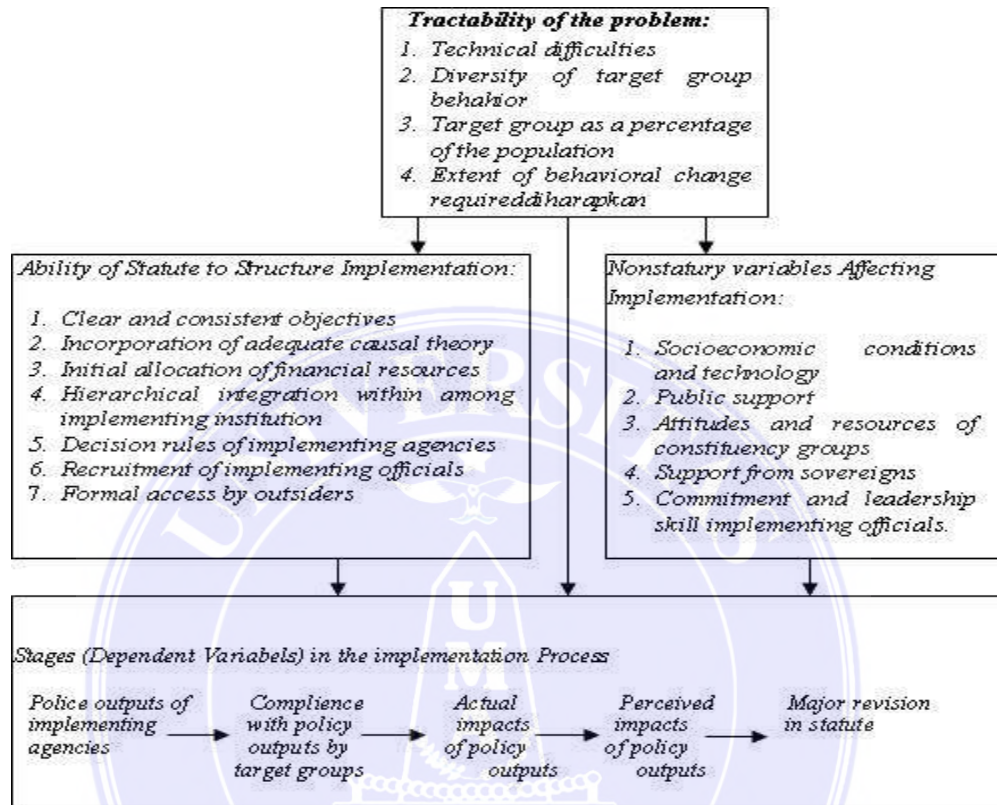 Tractability of the problem:
1. Technical difficulties
2. Diversity of target group
behahior
3. Target group as a percentage
of the population
4. Extent of behavioral change
requireddiharapkan
Ability of Statute to Structure Implementation:
1. Clear and consistent objectives
2. Incorporation of adequate causal theory
3. Initial allocation of financial resources
4. Hierarchical integration within among
implementing institution
5. Decision rules of implementing agencies
6. Recruitment of implementing officials
7. Formal access by outsiders
Nonstatury variables Affecting
Implementation:
1. Socioeconomic conditions
and technology
2. Public support
3. Attitudes and resources of
constituency groups
4. Support from sovereigns
5. Commitment and leadership
skill implementing officials.
Stages (Dependent Variabels) in the implementation Process
Police outputs of
implementing
agencies
Complience
with policy
outputs by
target groups
Actual
impacts
of policy
outputs
Perceived
impacts
of policy
outputs
Major revision
in statute
UNIVERSITAS
U
M